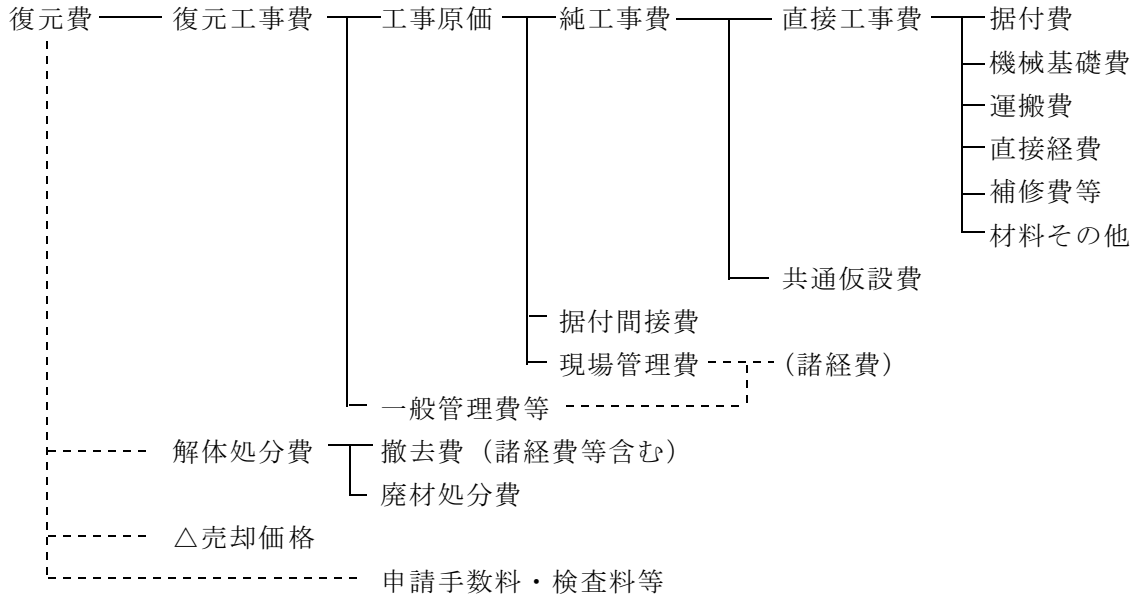 復元費 復元工事費 工事原価 純工事費 直接工事費 据付費
機械基礎費
運搬費
直接経費
補修費等
材料その他
共通仮設費
据付間接費
現場管理費 (諸経費)
一般管理費等
解体処分費 撤去費（諸経費等含む）
廃材処分費
△売却価格
申請手数料・検査料等